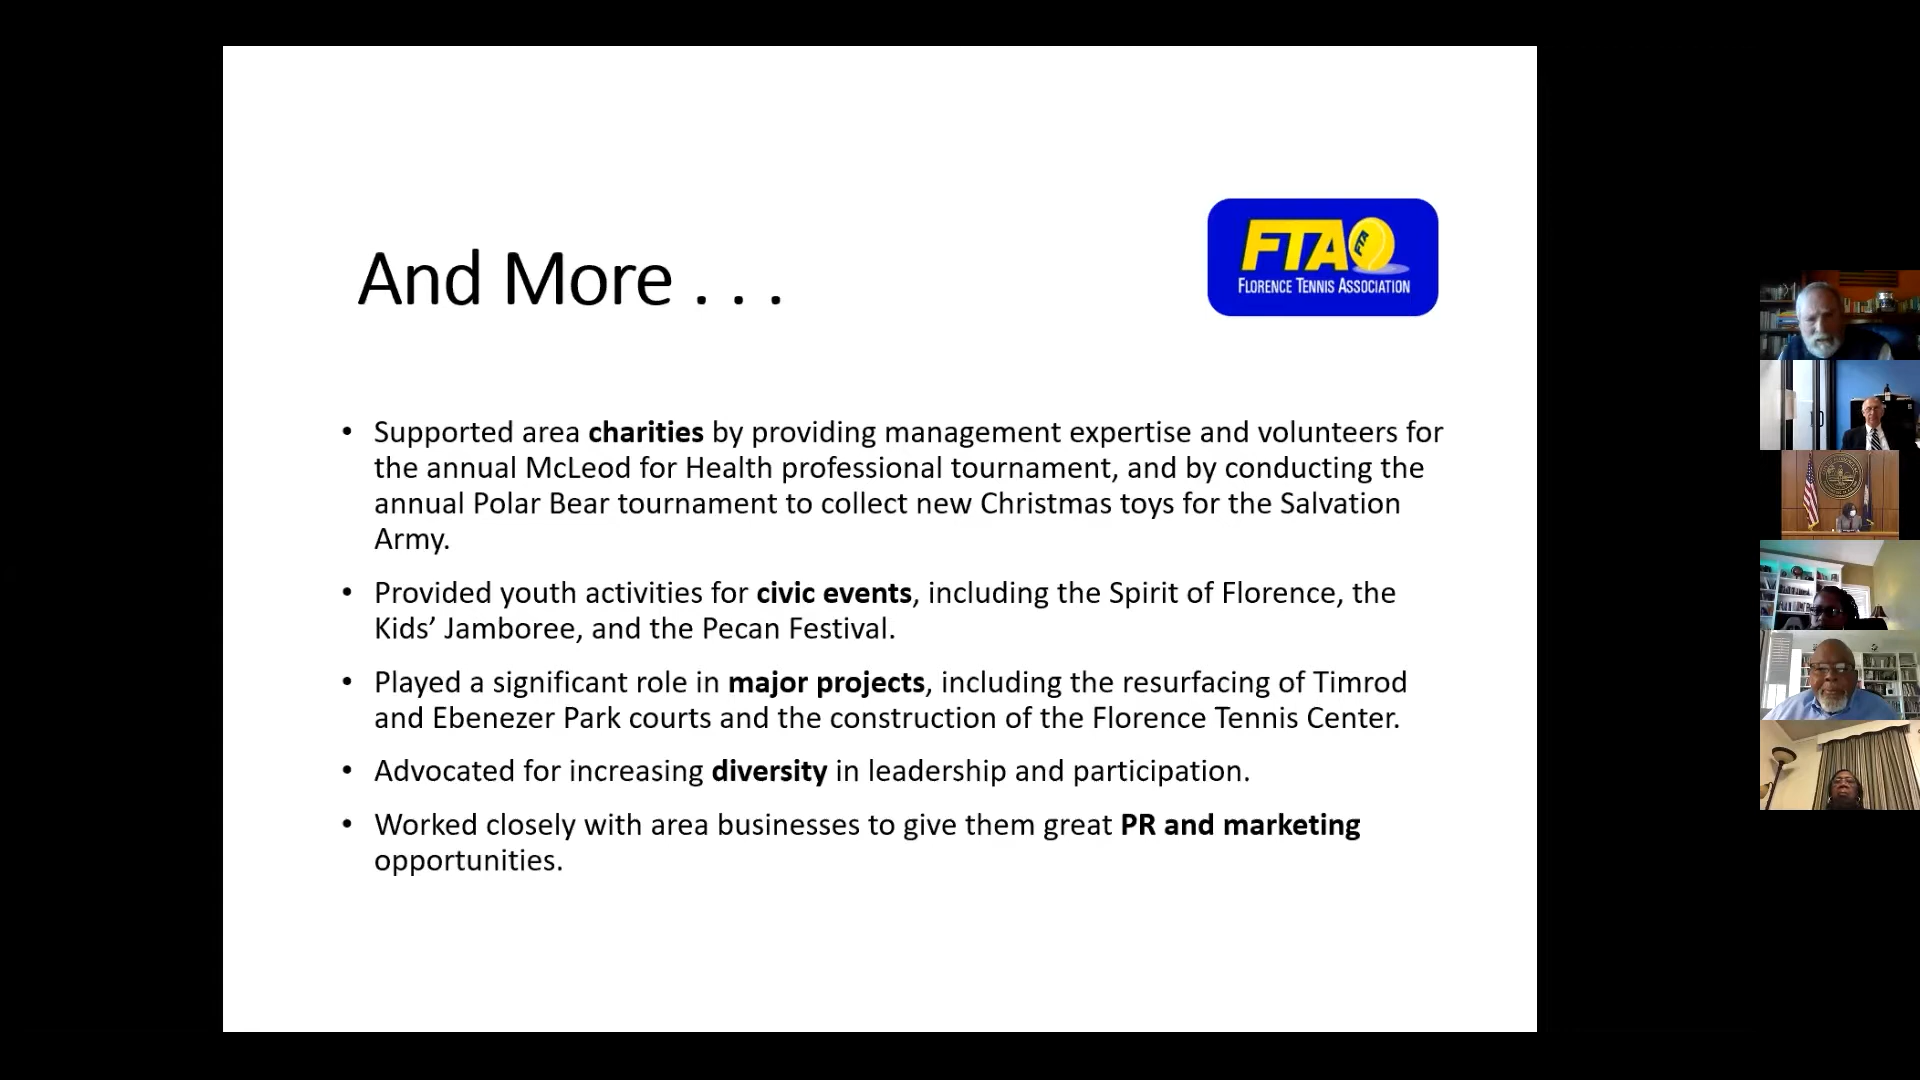 FTA
FTA
FLORENCE TENNIS ASSOCIATION
And More . . .
• Supported area charities by providing management expertise and volunteers for
the annual McLeod for Health professional tournament, and by conducting the
annual Polar Bear tournament to collect new Christmas toys for the Salvation
Army.
• Provided youth activities for civic events, including the Spirit of Florence, the
Kids’ Jamboree, and the Pecan Festival.
• Played a significant role in major projects, including the resurfacing of Timrod
and Ebenezer Park courts and the construction of the Florence Tennis Center.
• Advocated for increasing diversity in leadership and participation.
• Worked closely with area businesses to give them great PR and marketing
opportunities.